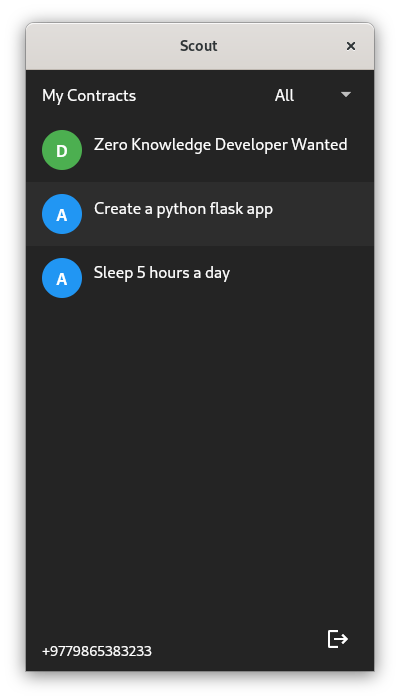 Scout
My Contracts All
D Zero Knowledge Developer Wanted
A Create a python flask app
A Sleep 5 hours a day
+9779865383233